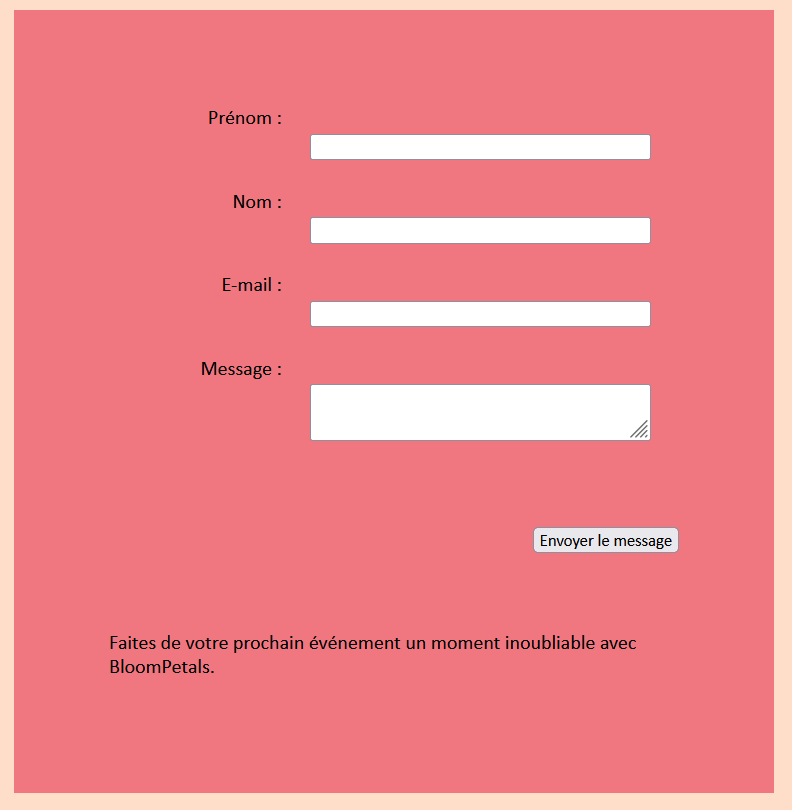 Prénom :
Nom :
E-mail :
Message :
Envoyer le message
Faites de votre prochain événement un moment inoubliable avec
BloomPetals.